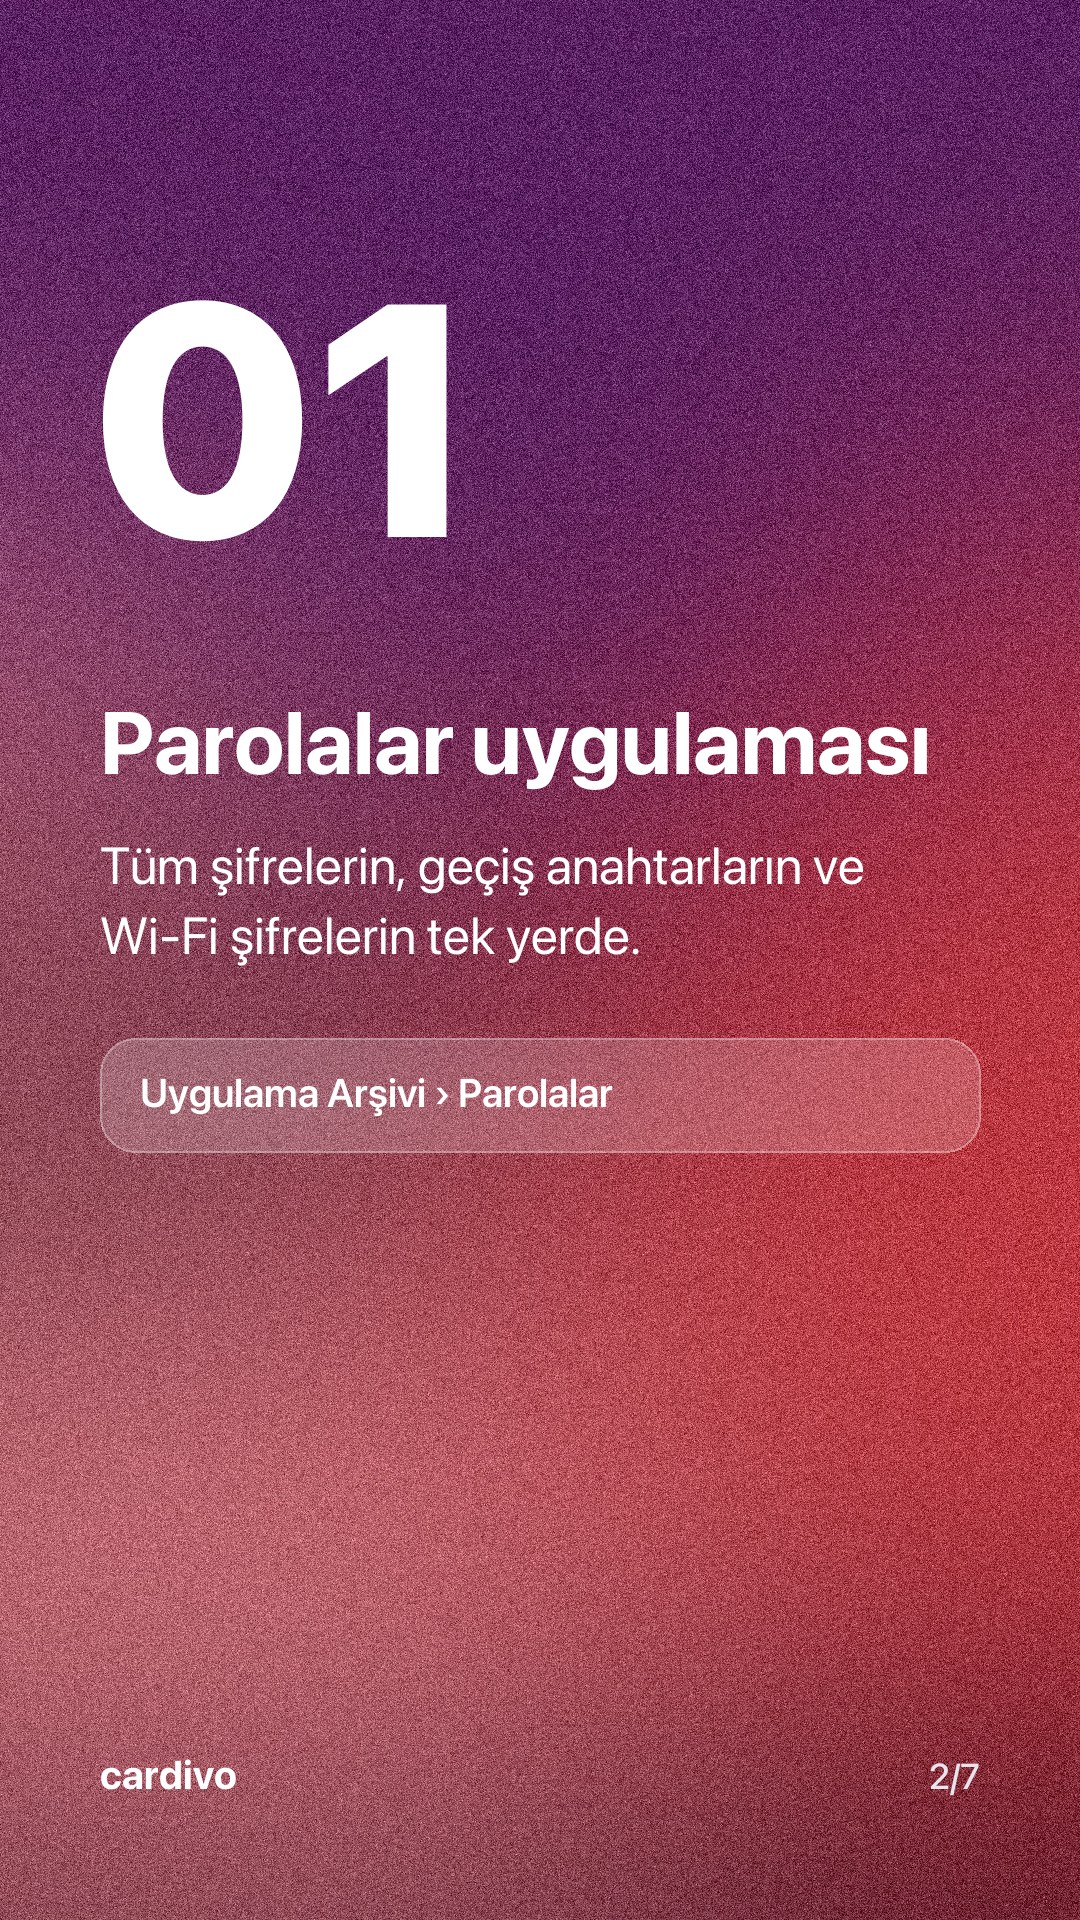 01
Parolalar uygulaması
Tüm şifrelerin, geçiş anahtarların ve
Wi-Fi şifrelerin tek yerde.
Uygulama Arşivi › Parolalar
cardivo
2/7